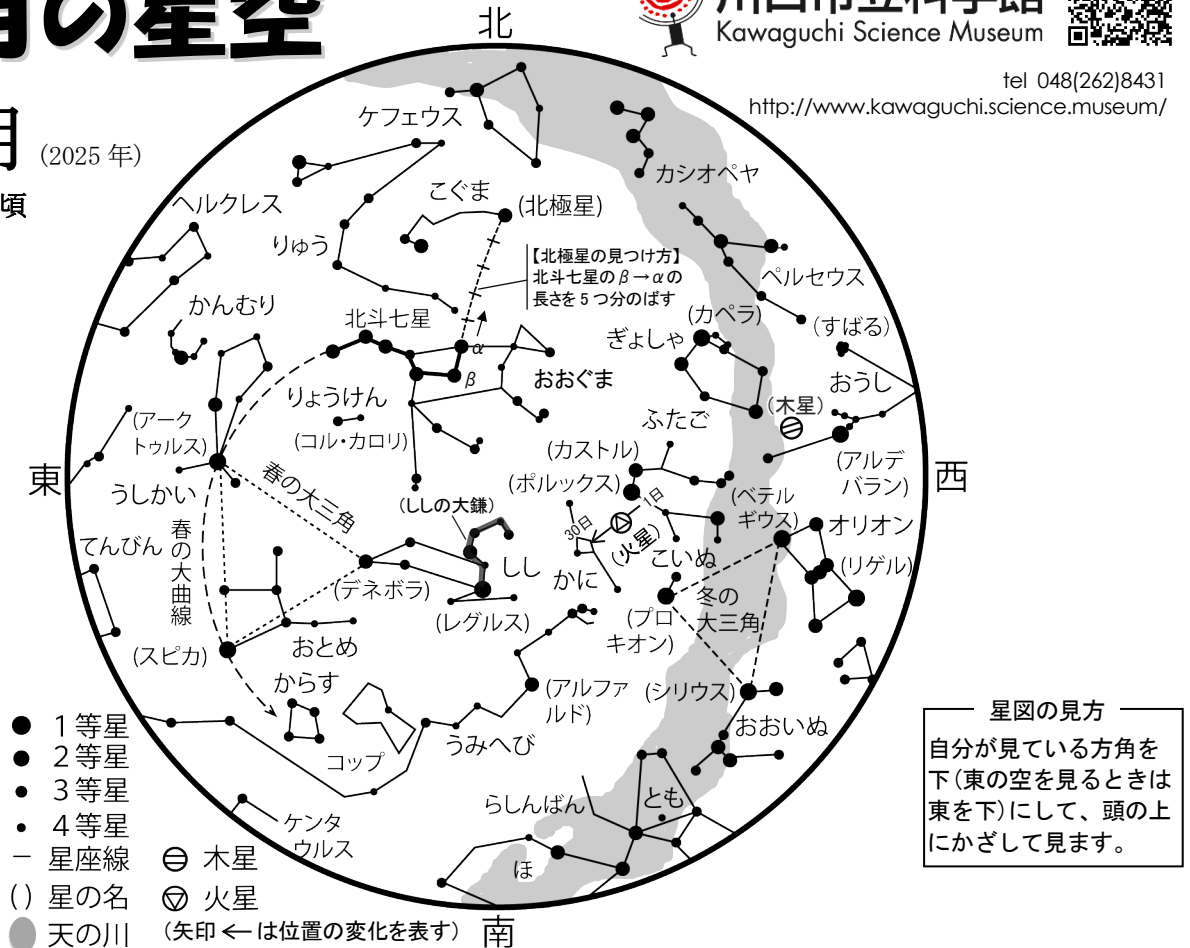 月の星空
北
Kawaguchi Science Museum
tel 048(262)8431
http://www.kawaguchi.science.museum/
月 (2025 年)
頃
ケフェウス
カシオペヤ
こぐま
(北極星)
ヘルクレス
りゅう
【北極星の見つけ方】
北斗七星のβ→αの
長さを5つ分のばす
ペルセウス
かんむり
北斗七星
α
β
(カペラ)
ぎょしゃ
(すばる)
おうし
おおぐま
りょうけん
(コル・カロリ)
(木星)
ふたご
(アーク
トゥルス)
(カストル)
(ポルックス)
(アルデ
バラン)
東
西
うしかい
春の大三角
(ししの大鎌)
1日
30日
(火星)
(ベテル
ギウス)
オリオン
(リゲル)
てんびん
春の大曲線
(デネボラ)
しし
かに
こいぬ
(レグルス)
(プロ
キオン)
冬の
大三角
(スピカ)
おとめ
からす
(アルファ
ルド)
(シリウス)
おおいぬ
コップ
うみへび
らしんばん
とも
ケンタ
ウルス
ほ
南
1等星
2等星
3等星
4等星
星座線
木星
() 星の名
火星
天の川
(矢印←は位置の変化を表す)
星図の見方
自分が見ている方角を
下(東の空を見るときは
東を下)にして、頭の上
にかざして見ます。